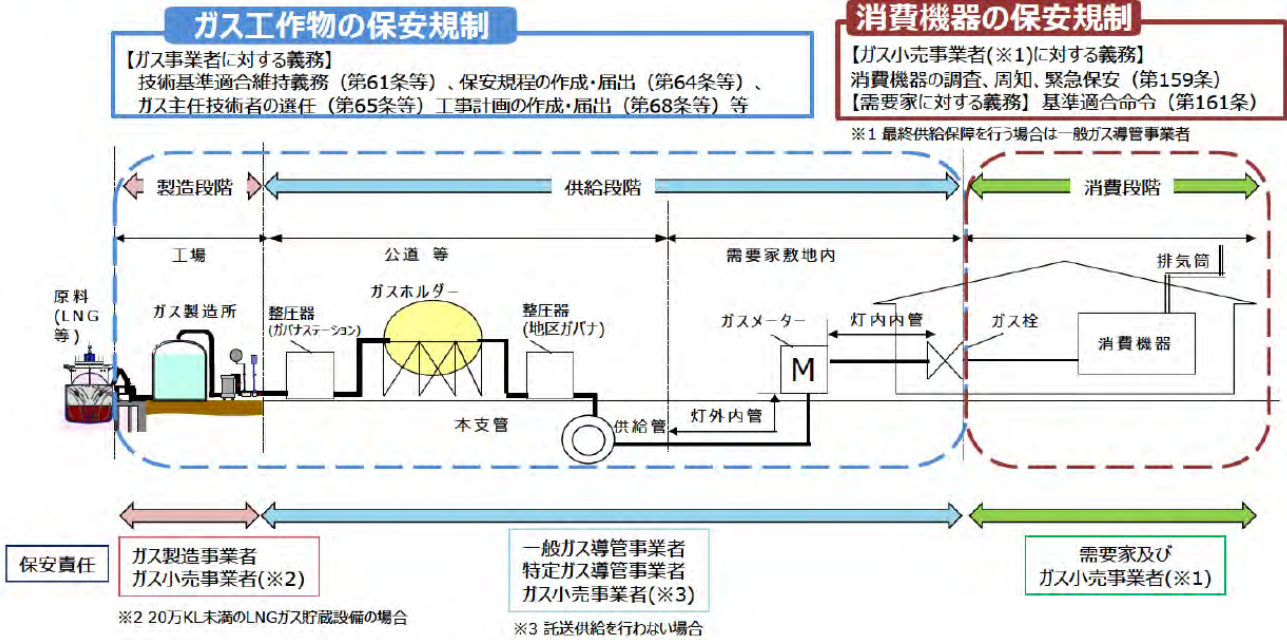 ガス工作物の保安規制
【ガス事業者に対する義務】
技術基準適合維持義務（第61条等）、保安規程の作成・届出（第64条等）、
ガス主任技術者の選任（第65条等）工事計画の作成・届出（第68条等）等
消費機器の保安規制
【ガス小売事業者(※1)に対する義務】
消費機器の調査、周知、緊急保安（第159条）
【需要家に対する義務】基準適合命令（第161条）
※1 最終供給保障を行う場合は一般ガス導管事業者
製造段階
供給段階
消費段階
工場
公道 等
需要家敷地内
原料
(LNG
等)
ガス製造所
整圧器
(ガバナステーション)
ガスホルダー
整圧器
(地区ガバナ)
本支管
供給管
灯外内管
ガスメーター
M
灯内内管
ガス栓
排気筒
消費機器
保安責任
ガス製造事業者
ガス小売事業者(※2)
※2 20万KL未満のLNGガス貯蔵設備の場合
一般ガス導管事業者
特定ガス導管事業者
ガス小売事業者(※3)
※3 託送供給を行わない場合
需要家及び
ガス小売事業者(※1)